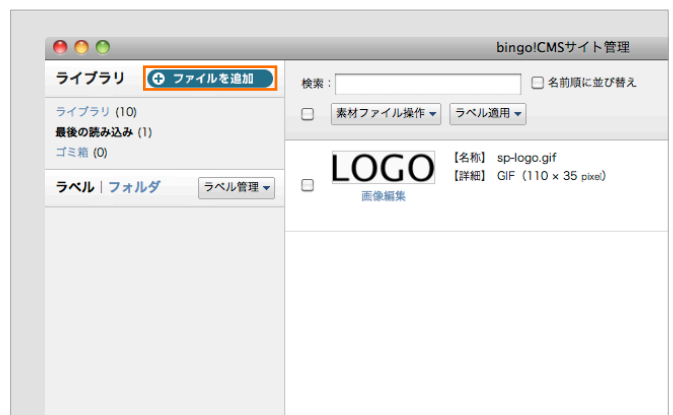 bingo!CMSサイト管理
ライブラリ ファイルを追加
ライブラリ (10)
最後の読み込み (1)
ゴミ箱 (0)
ラベル | フォルダ ラベル管理
検索： 名前順に並び替え
素材ファイル操作 ラベル適用
LOGO
画像編集
【名称】 sp-logo.gif
【詳細】 GIF（110 × 35 pixel）